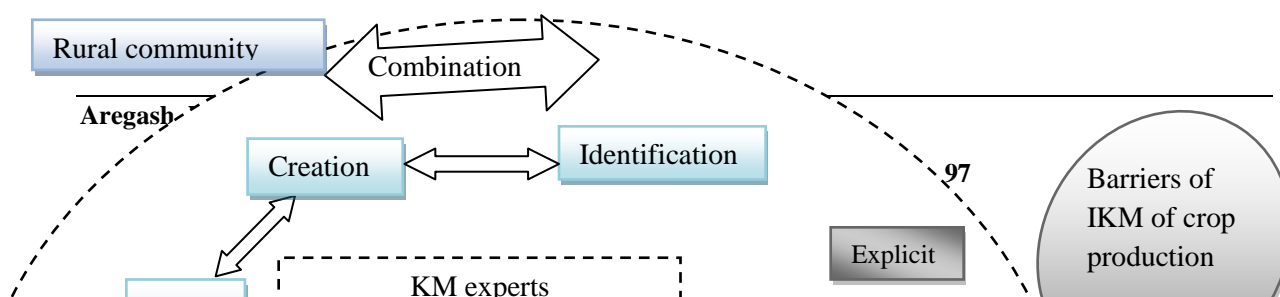 Rural community
Combination
Aregash
Creation
Identification
97
Barriers of
IKM of crop
production
Explicit
KM experts